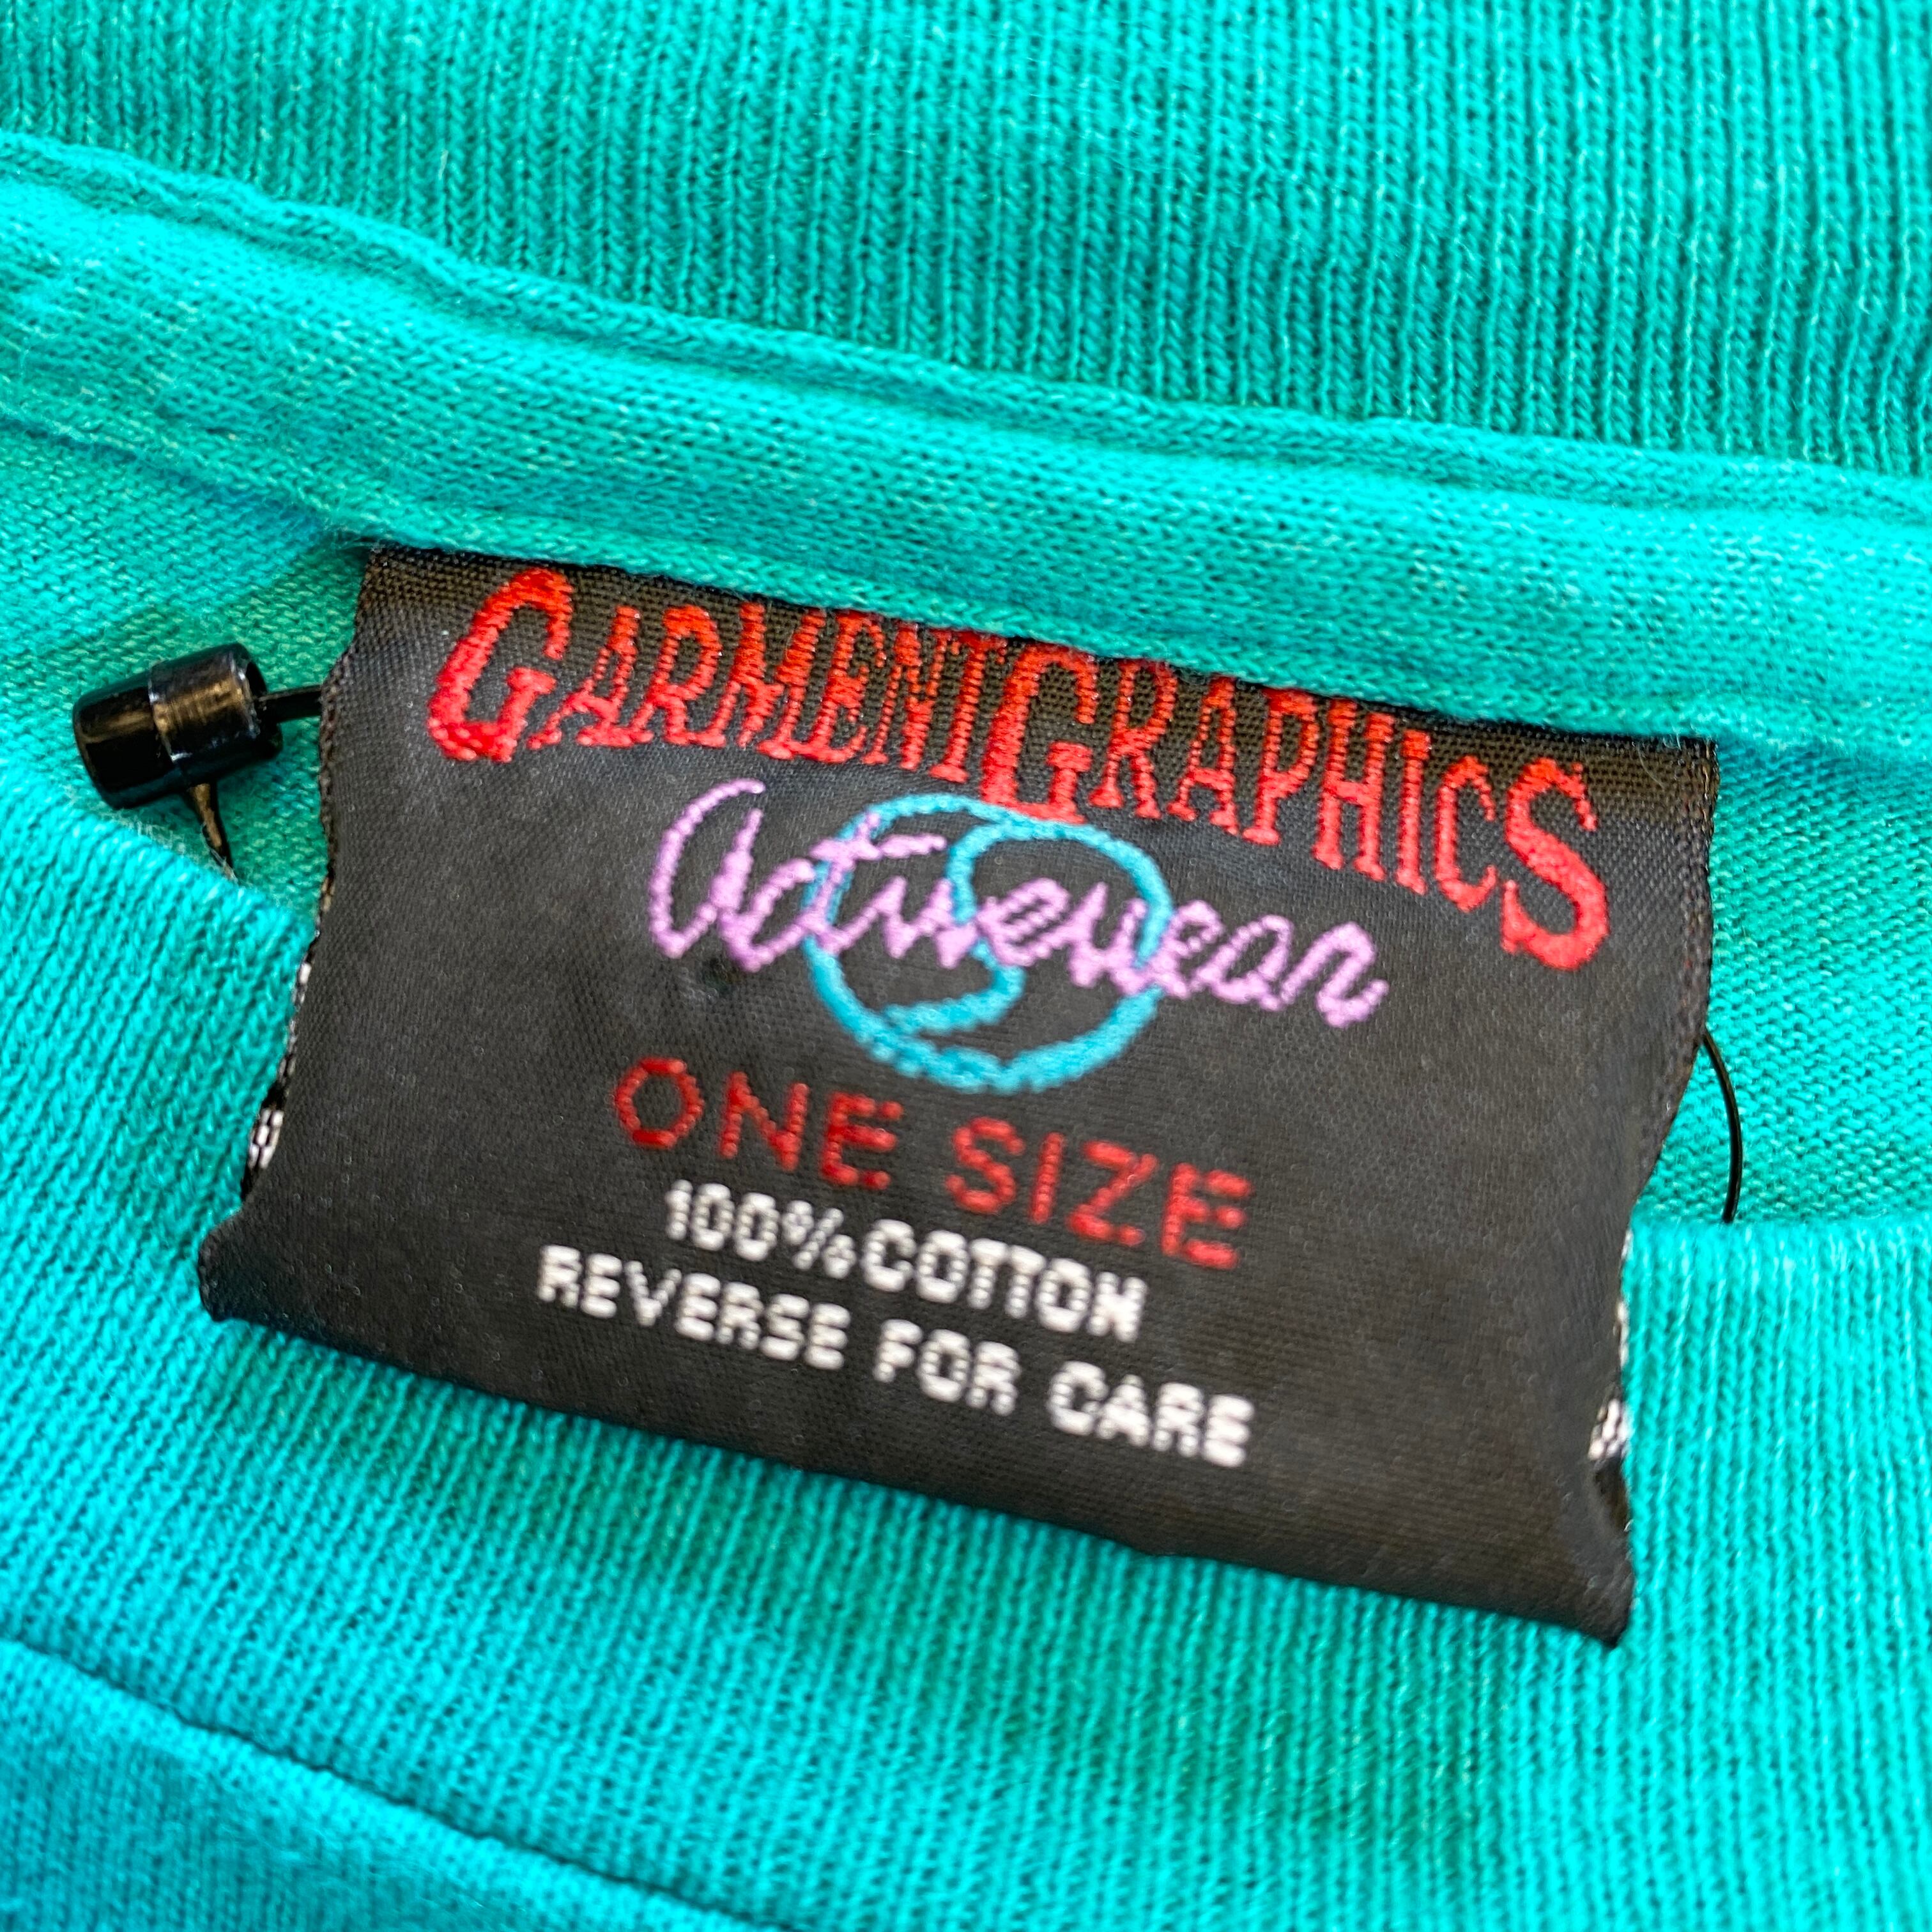 GARMENTGRAPHICS
Activewear
ONE SIZE
100% COTTON
REVERSE FOR CARE